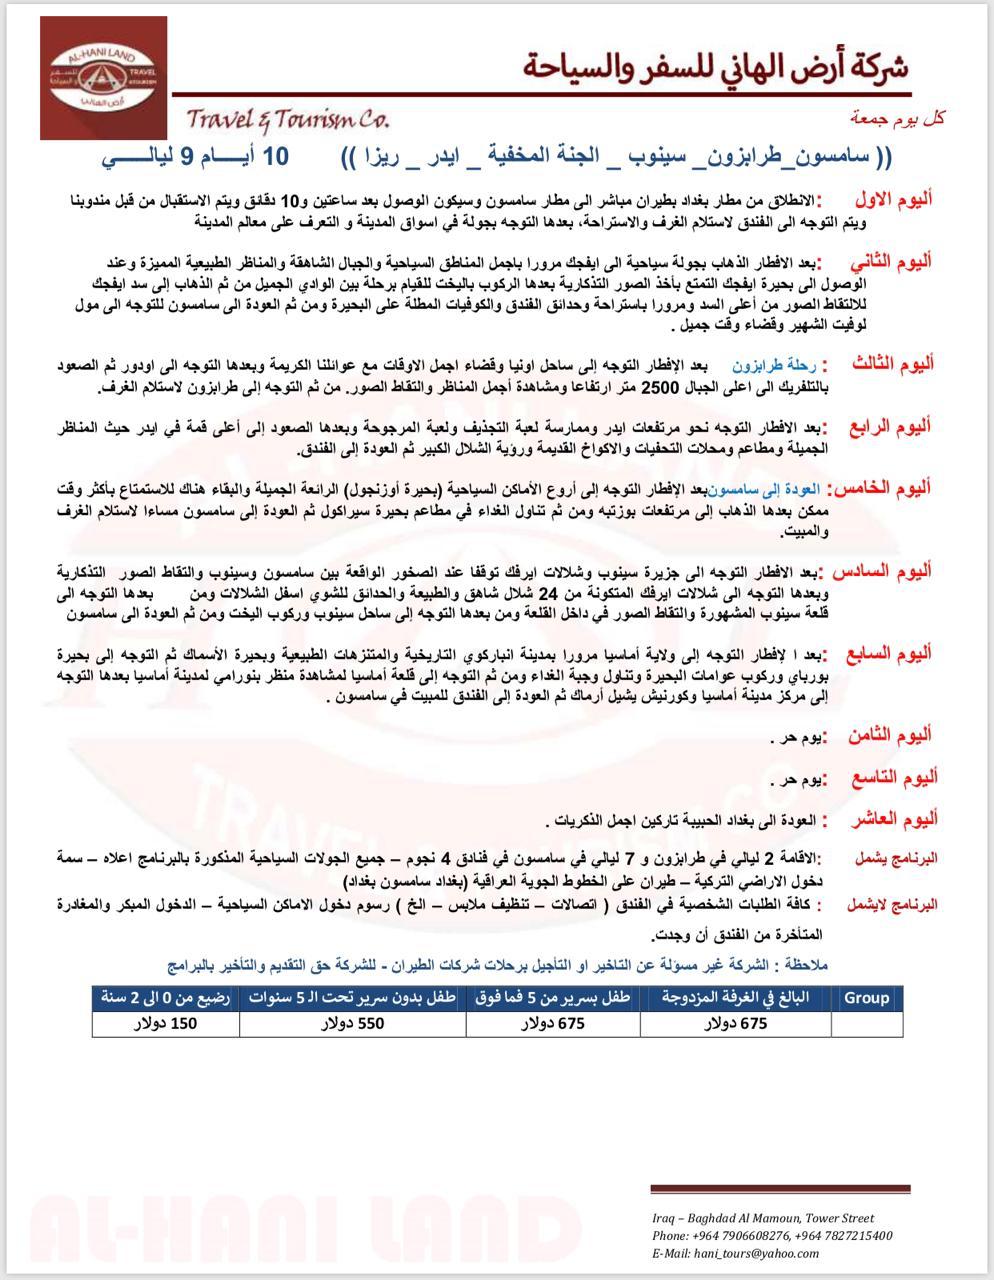 AL-HANI LAND
للسفر والسياحة
TRAVEL &TOURISM
أرض الهاني
شركة أرض الهاني للسفر والسياحة
Travel & Tourism Co.
كل يوم جمعة
(( سامسون_طرابزون_ سينوب _ الجنة المخفية _ ايدر _ ريزا )) 10 أيـــام 9 ليالـــــي
أليوم الاول :الانطلاق من مطار بغداد بطيران مباشر الى مطار سامسون وسيكون الوصول بعد ساعتين و10 دقائق ويتم الاستقبال من قبل مندوبنا
ويتم التوجه الى الفندق لاستلام الغرف والاستراحة، بعدها التوجه بجولة في اسواق المدينة و التعرف على معالم المدينة
أليوم الثاني :بعد الافطار الذهاب بجولة سياحية الى ايفجك مرورا باجمل المناطق السياحية والجبال الشاهقة والمناظر الطبيعية المميزة وعند
الوصول الى بحيرة ايفجك التمتع بأخذ الصور التذكارية بعدها الركوب باليخت للقيام برحلة بين الوادي الجميل من ثم الذهاب إلى سد ايفجك
للالتقاط الصور من أعلى السد ومرورا باستراحة وحدائق الفندق والكوفيات المطلة على البحيرة ومن ثم العودة الى سامسون للتوجه الى مول
لوفيت الشهير وقضاء وقت جميل .
أليوم الثالث : رحلة طرابزون بعد الإفطار التوجه إلى ساحل اونيا وقضاء اجمل الاوقات مع عوائلنا الكريمة وبعدها التوجه الى اودور ثم الصعود
بالتلفريك الى اعلى الجبال 2500 متر ارتفاعا ومشاهدة أجمل المناظر والتقاط الصور. من ثم التوجه إلى طرابزون لاستلام الغرف.
أليوم الرابع :بعد الافطار التوجه نحو مرتفعات ايدر وممارسة لعبة التجذيف ولعبة المرجوحة وبعدها الصعود إلى أعلى قمة في ايدر حيث المناظر
الجميلة ومطاعم ومحلات التحفيات والاكواخ القديمة ورؤية الشلال الكبير ثم العودة إلى الفندق.
أليوم الخامس: العودة إلى سامسونبعد الإفطار التوجه إلى أروع الأماكن السياحية (بحيرة أوزنجول) الرائعة الجميلة والبقاء هناك للاستمتاع بأكثر وقت
ممكن بعدها الذهاب إلى مرتفعات بوزتبه ومن ثم تناول الغداء في مطاعم بحيرة سيراكول ثم العودة إلى سامسون مساءا لاستلام الغرف
والمبيت.
أليوم السادس :بعد الافطار التوجه الى جزيرة سينوب وشلالات ايرفك توقفا عند الصخور الواقعة بين سامسون وسينوب والتقاط الصور التذكارية
وبعدها التوجه الى شلالات ايرفك المتكونة من 24 شلال شاهق والطبيعة والحدائق للشوي اسفل الشلالات ومن بعدها التوجه الى
قلعة سينوب المشهورة والتقاط الصور في داخل القلعة ومن بعدها التوجه إلى ساحل سينوب وركوب اليخت ومن ثم العودة الى سامسون
أليوم السابع :بعد ا لإفطار التوجه إلى ولاية أماسيا مرورا بمدينة انباركوي التاريخية والمتنزهات الطبيعية وبحيرة الأسماك ثم التوجه إلى بحيرة
بورباي وركوب عوامات البحيرة وتناول وجبة الغداء ومن ثم التوجه إلى قلعة أماسيا لمشاهدة منظر بنورامي لمدينة أماسيا بعدها التوجه
إلى مركز مدينة أماسيا وكورنيش يشيل أرماك ثم العودة إلى الفندق للمبيت في سامسون .
أليوم الثامن :يوم حر .
أليوم التاسع :يوم حر .
أليوم العاشر : العودة الى بغداد الحبيبة تاركين اجمل الذكريات .
البرنامج يشمل :الاقامة 2 ليالي في طرابزون و 7 ليالي في سامسون في فنادق 4 نجوم – جميع الجولات السياحية المذكورة بالبرنامج اعلاه – سمة
دخول الاراضي التركية – طيران على الخطوط الجوية العراقية (بغداد سامسون بغداد)
البرنامج لايشمل : كافة الطلبات الشخصية في الفندق ( اتصالات – تنظيف ملابس – الخ ) رسوم دخول الاماكن السياحية – الدخول المبكر والمغادرة
المتأخرة من الفندق أن وجدت.
ملاحظة : الشركة غير مسؤلة عن التاخير او التأجيل برحلات شركات الطيران - للشركة حق التقديم والتأخير بالبرامج
Group البالغ في الغرفة المزدوجة طفل بسرير من 5 فما فوق طفل بدون سرير تحت الـ 5 سنوات رضيع من 0 الى 2 سنة
675 دولار 675 دولار 550 دولار 150 دولار
AL-HANI LAND
Iraq – Baghdad Al Mamoun, Tower Street
Phone: +964 7906608276, +964 7827215400
E-Mail: hani_tours@yahoo.com